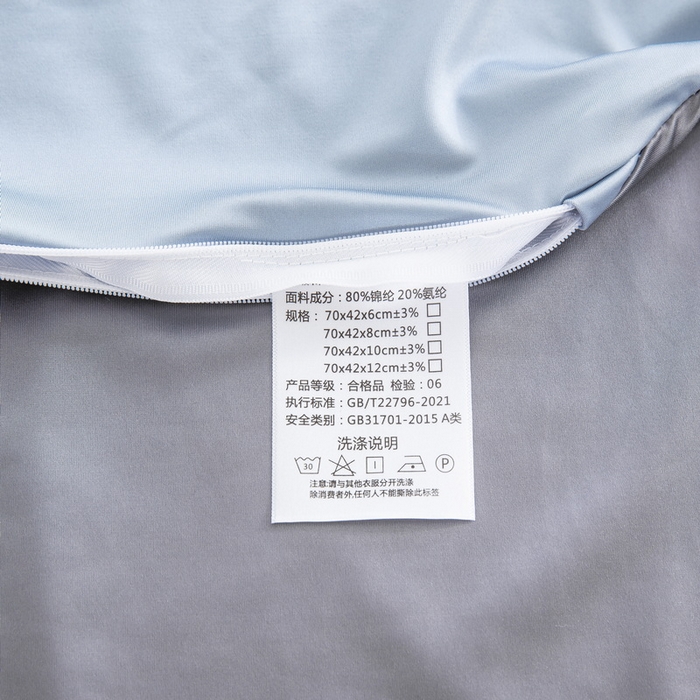 面料成分：80%锦纶 20%氨纶
规格： 70x42x6cm±3%
70x42x8cm±3%
70x42x10cm±3%
70x42x12cm±3%
产品等级：合格品 检验：06
执行标准：GB/T22796-2021
安全类别：GB31701-2015 A类
洗涤说明
30 P
注意:请与其他衣服分开洗涤
除消费者外,任何人不能撕除此标签